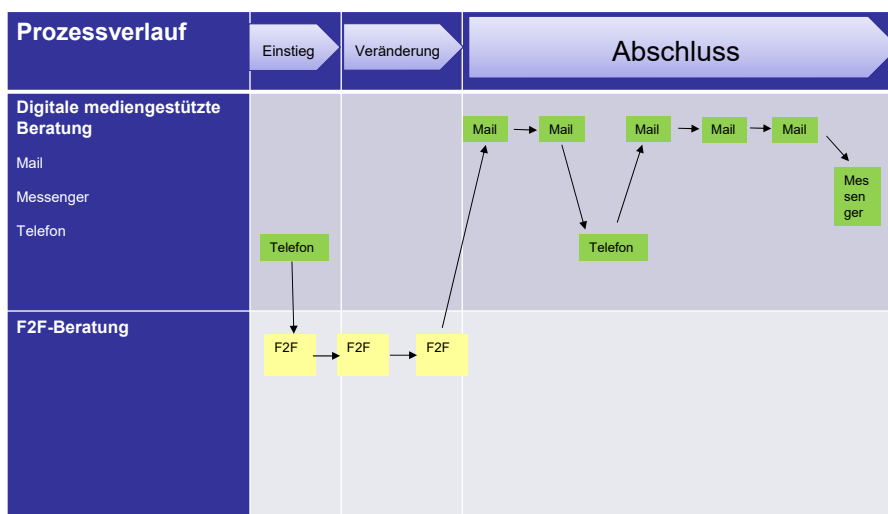 Prozessverlauf
Einstieg
Veränderung
Abschluss
Digitale mediengestützte
Beratung
Mail
Messenger
Telefon
Mail
Mail
Mail
Mail
Mail
Mes
sen
ger
Telefon
Telefon
F2F-Beratung
F2F
F2F
F2F